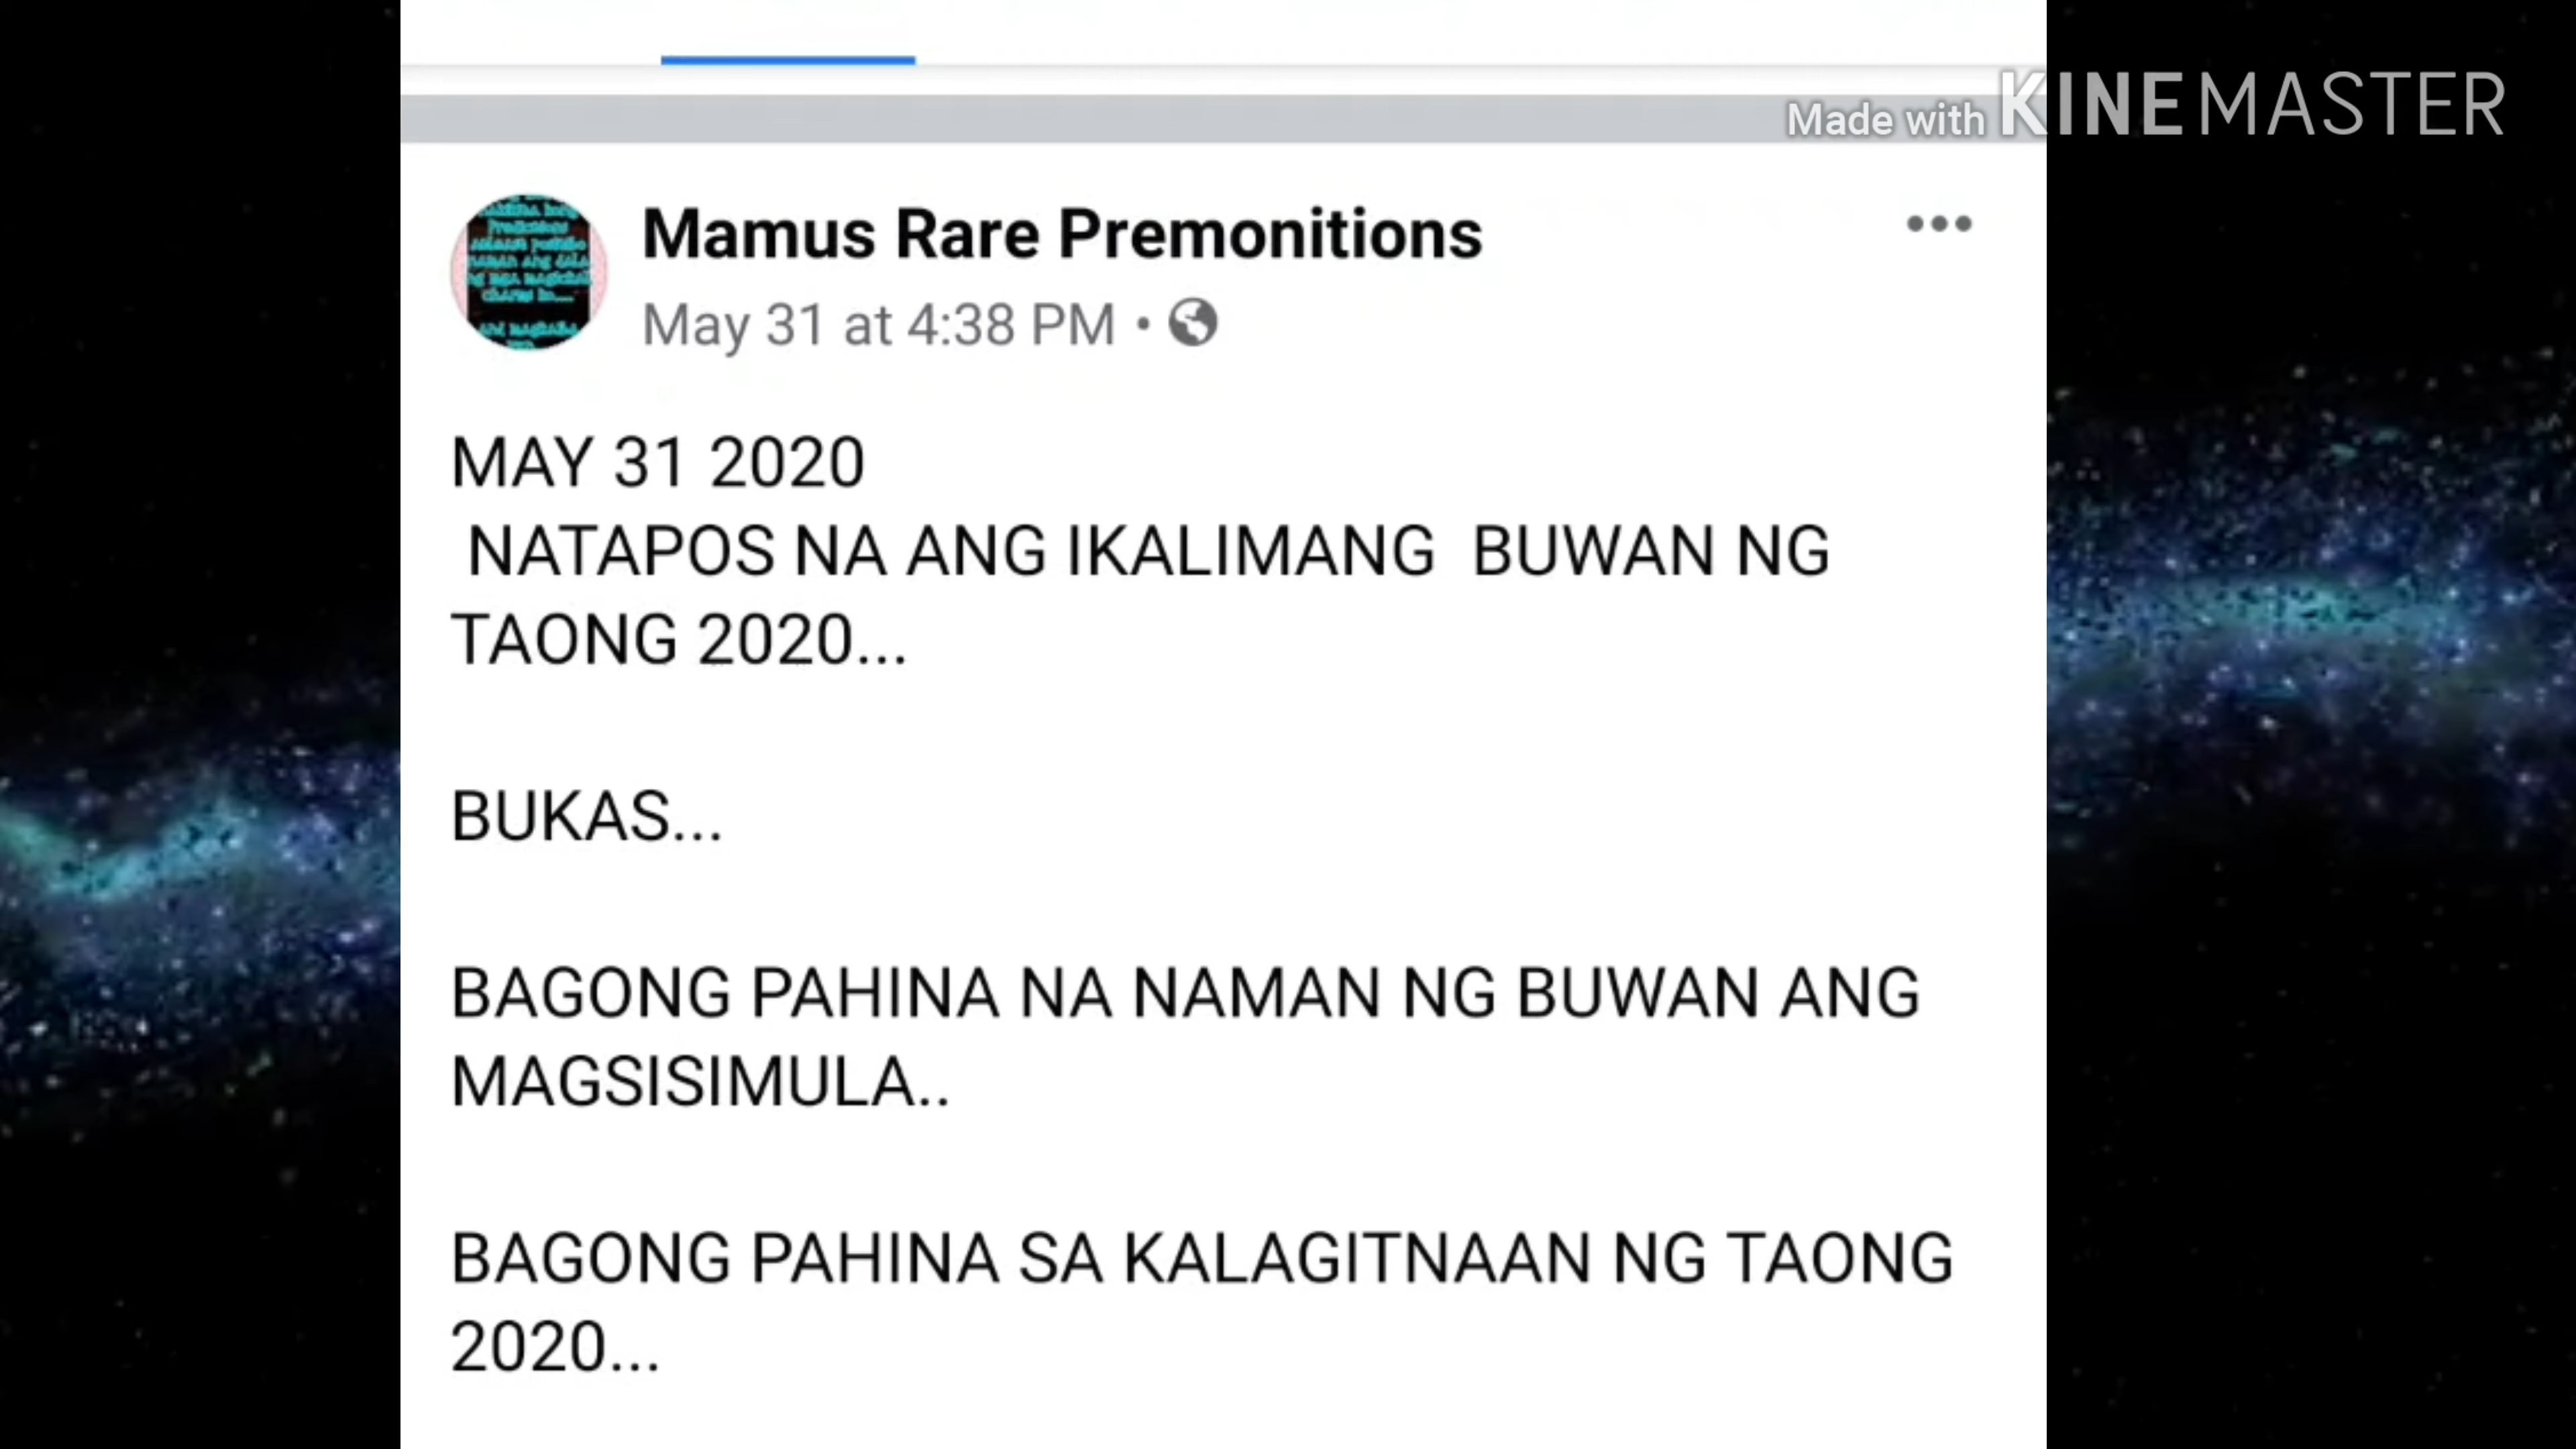 Made with KINEMASTER
Mamus Rare Premonitions
May 31 at 4:38 PM •
MAY 31 2020
NATAPOS NA ANG IKALIMANG BUWAN NG
TAONG 2020...
BUKAS...
BAGONG PAHINA NA NAMAN NG BUWAN ANG
MAGSISIMULA..
BAGONG PAHINA SA KALAGITNAAN NG TAONG
2020...